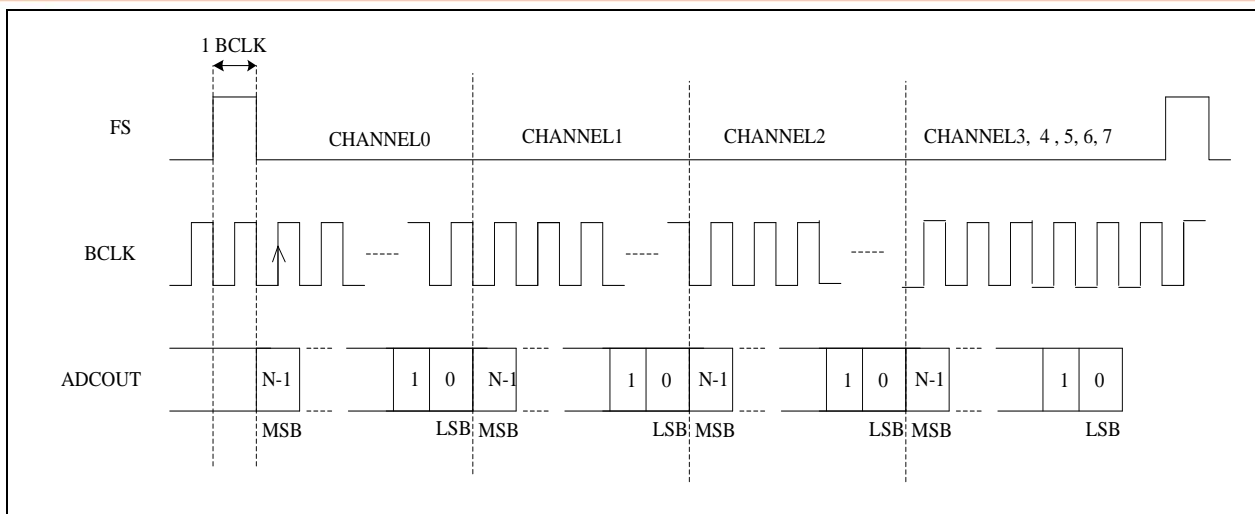 1 BCLK
FS
CHANNEL0
CHANNEL1
CHANNEL2
CHANNEL3, 4 , 5, 6, 7
BCLK
ADCOUT
N-1
1 0
N-1
1 0
N-1
1 0
N-1
1 0
MSB
LSB
MSB
LSB
MSB
LSB
MSB
LSB